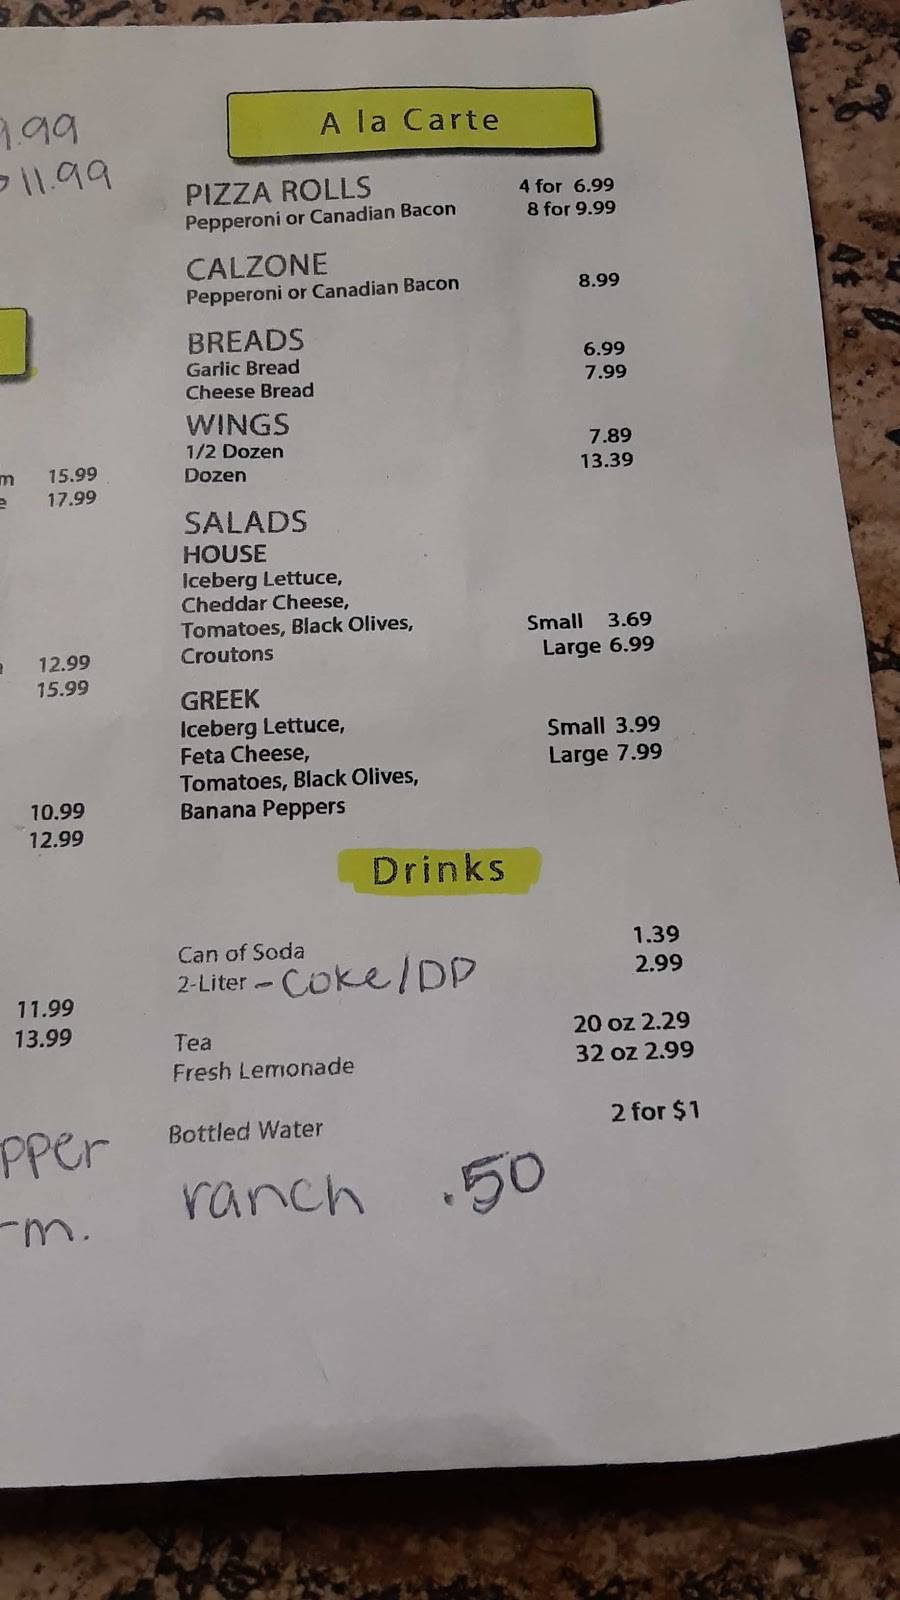 9.99
11.99
15.99
17.99
12.99
15.99
10.99
12.99
11.99
13.99
A la Carte
PIZZA ROLLS 4 for 6.99
Pepperoni or Canadian Bacon 8 for 9.99
CALZONE
Pepperoni or Canadian Bacon 8.99
BREADS
Garlic Bread 6.99
Cheese Bread 7.99
WINGS
1/2 Dozen 7.89
Dozen 13.39
SALADS
HOUSE
Iceberg Lettuce,
Cheddar Cheese,
Tomatoes, Black Olives, Small 3.69
Croutons Large 6.99
GREEK
Iceberg Lettuce, Small 3.99
Feta Cheese, Large 7.99
Tomatoes, Black Olives,
Banana Peppers
Drinks
Can of Soda 1.39
2-Liter - Coke/DP 2.99
Tea 20 oz 2.29
Fresh Lemonade 32 oz 2.99
Bottled Water 2 for $1
ranch .50